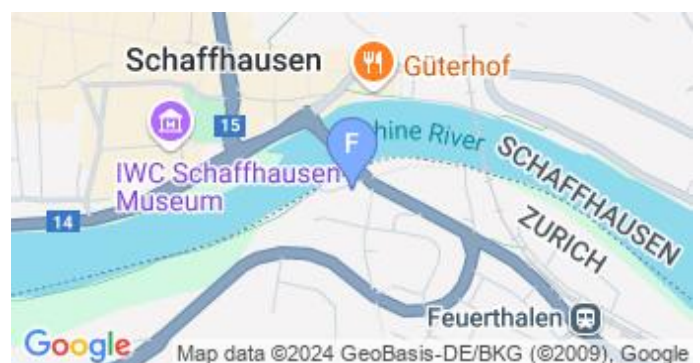 Schaffhausen
Güterhof
15
F
hine River
IWC Schaffhausen
Museum
SCHAFFHAUSEN
ZURICH
14
Feuerthalen
Google
Map data ©2024 GeoBasis-DE/BKG (©2009), Google